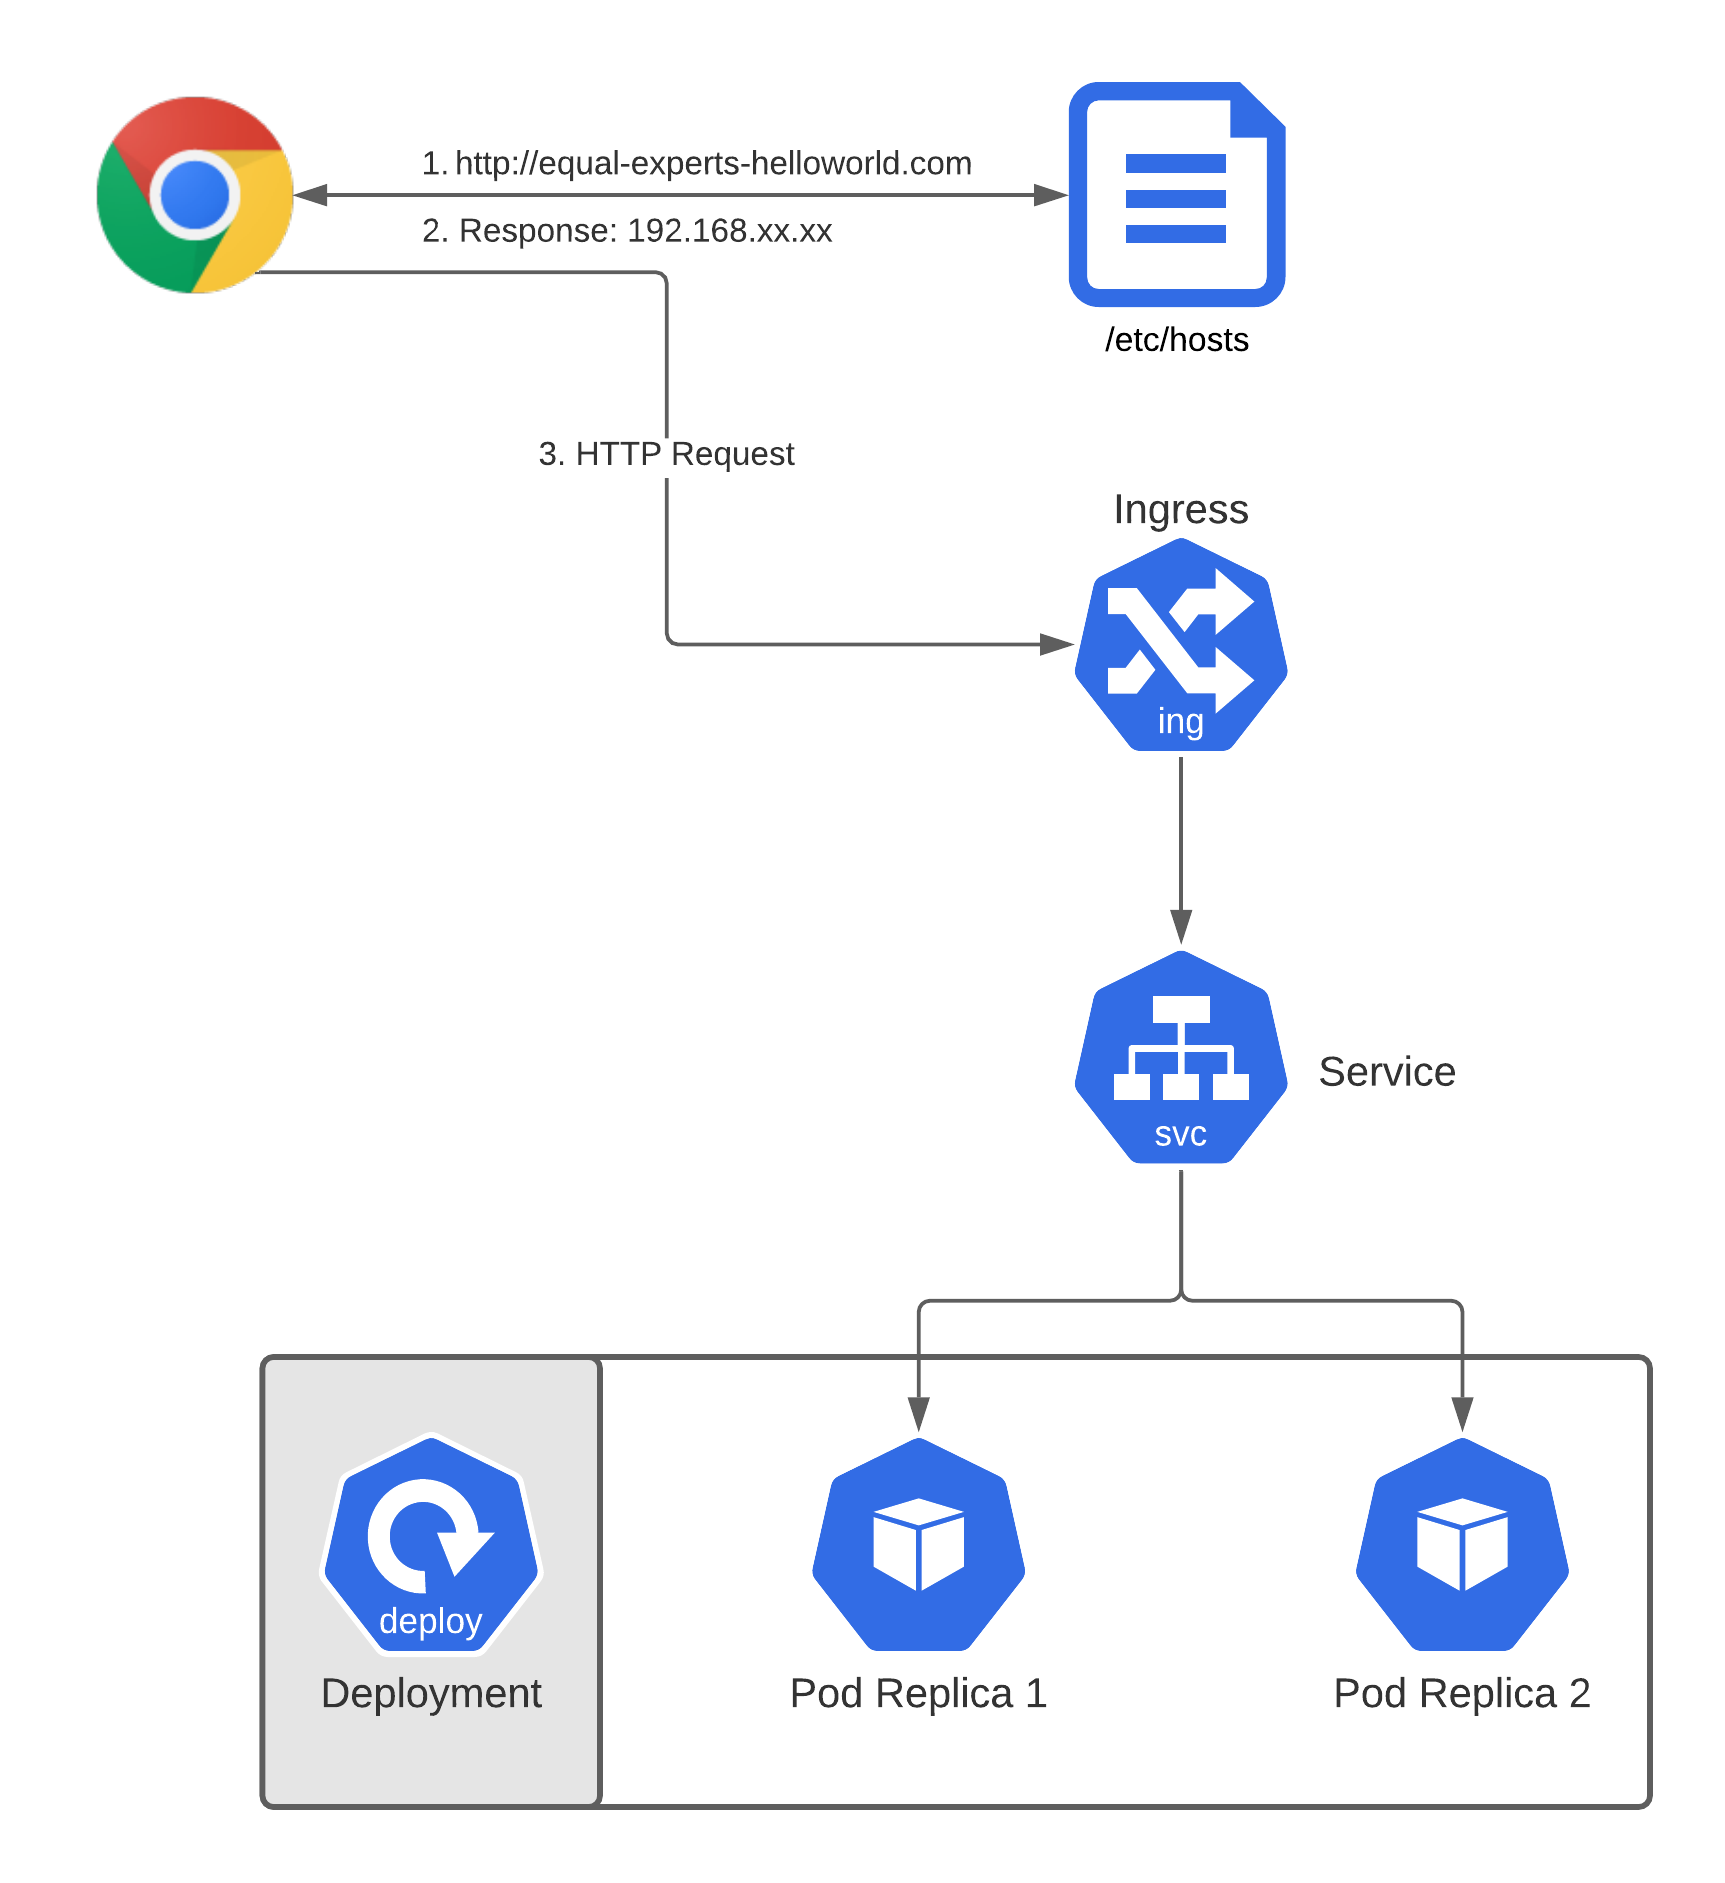 1. http://equal-experts-helloworld.com
2. Response: 192.168.xx.xx
/etc/hosts
3. HTTP Request
Ingress
ing
Service
svc
deploy
Deployment
Pod Replica 1
Pod Replica 2